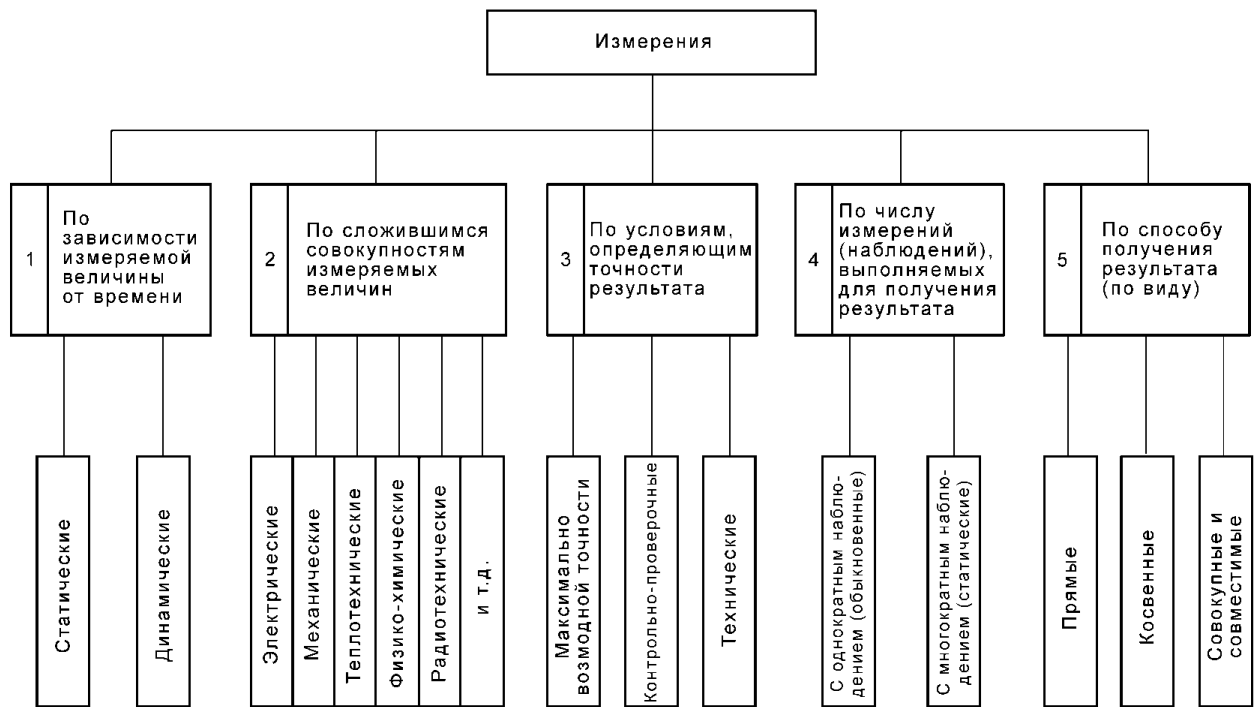 Измерения
1
По
зависимости
измеряемой
величины
от времени
2
По сложившимся
совокупностям
измеряемых
величин
3
По условиям,
определяющим
точности
результата
4
По числу
измерений
(наблюдений),
выполняемых
для получения
результата
5
По способу
получения
результата
(по виду)
Статические
Динамические
Электрические
Механические
Теплотехнические
Физико-химические
Радиотехнические
и т.д.
Максимально
возмодной точности
Контрольно-проверочные
Технические
С однократным наблю-
дением (обыкновенные)
С многократным наблю-
дением (статические)
Прямые
Косвенные
Совокупные и
совместимые